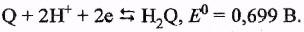 Q + 2H⁺ + 2e ⇆ H₂Q, E⁰ = 0,699 В.